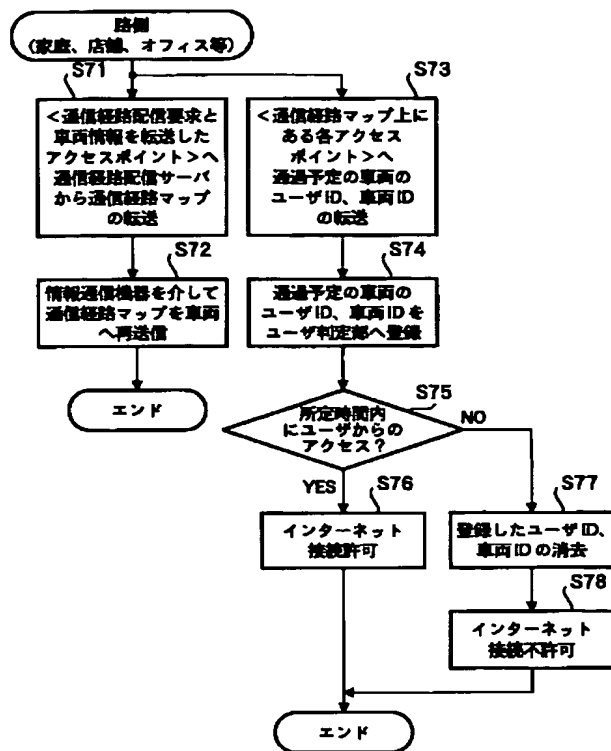 路側
(家庭、店舗、オフィス等)
S71
<通信経路配信要求と
車両情報を転送した
アクセスポイント>へ
通信経路配信サーバ
から通信経路マップ
の転送
S72
情報通信機器を介して
通信経路マップを車両
へ再送信
エンド
S73
<通信経路マップ上に
ある各アクセス
ポイント>へ
通過予定の車両の
ユーザID、車両ID
の転送
S74
通過予定の車両の
ユーザID、車両IDを
ユーザ判定部へ登録
S75
所定時間内
にユーザからの
アクセス?
YES
NO
S76
インターネット
接続許可
S77
登録したユーザID、
車両IDの消去
S78
インターネット
接続不許可
エンド